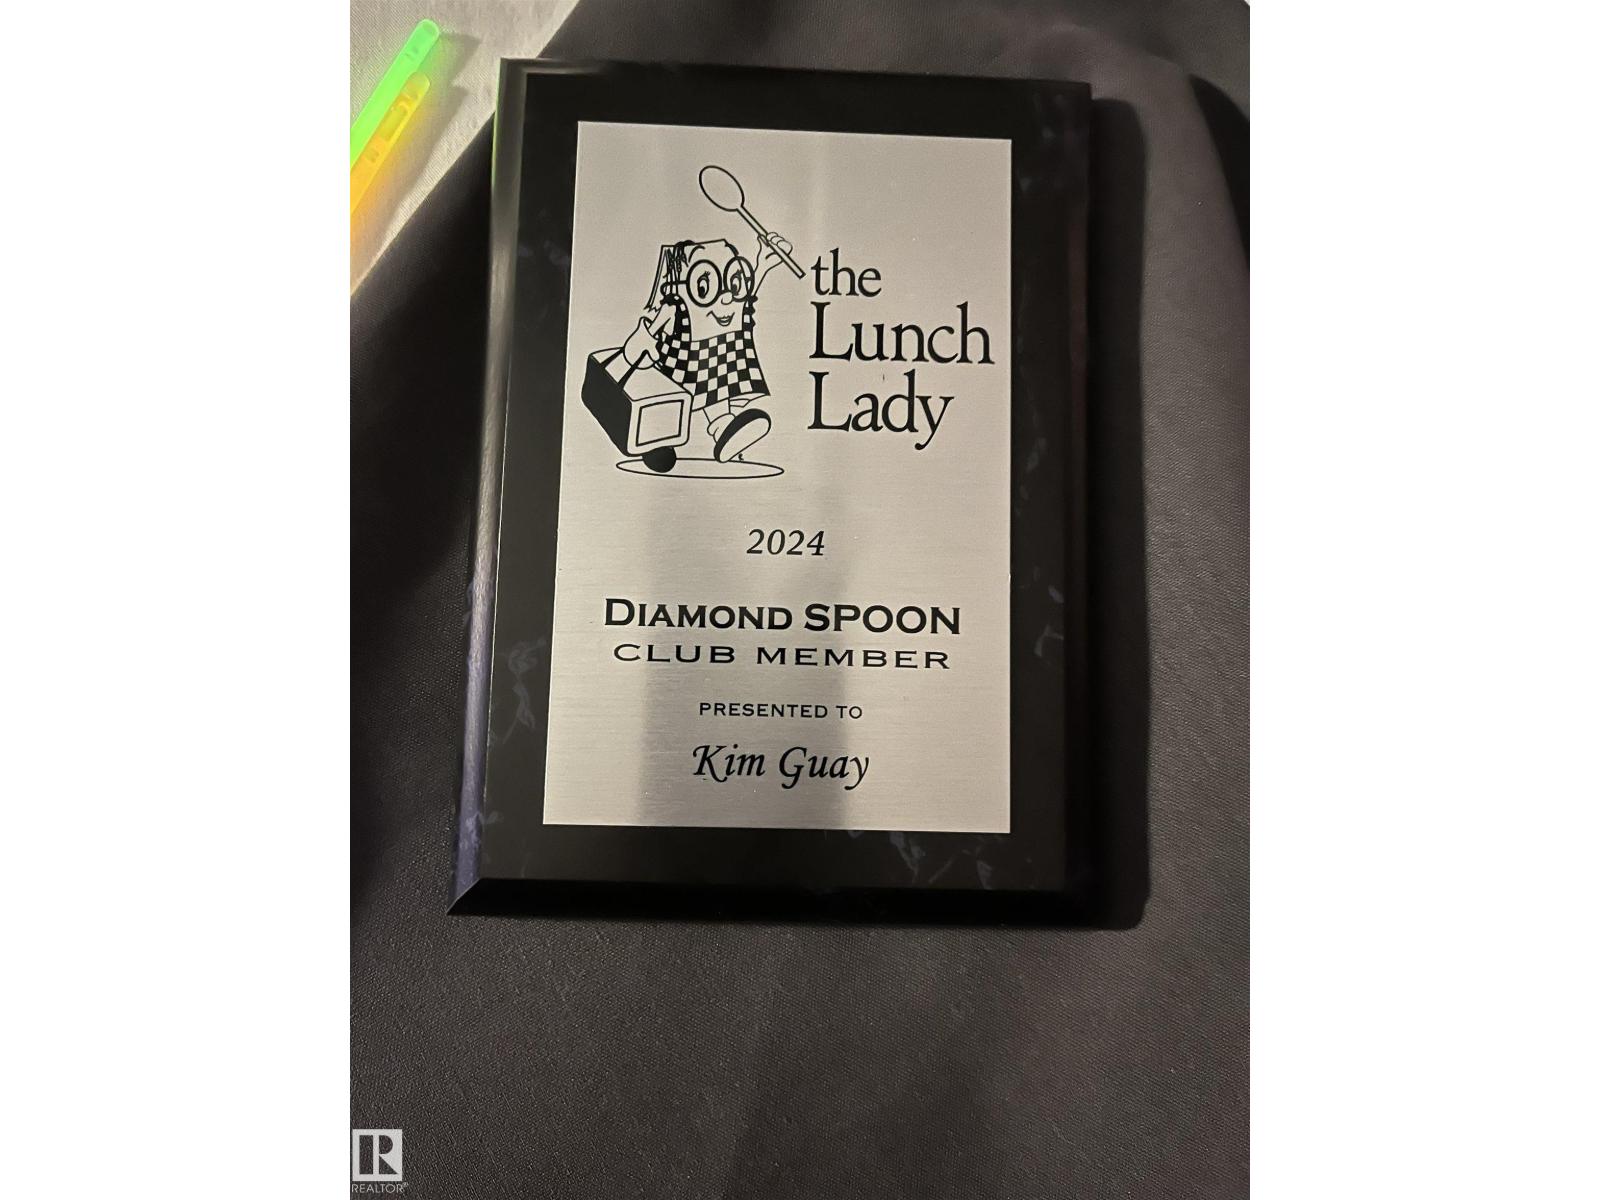 the
Lunch
Lady
2024
DIAMOND SPOON
CLUB MEMBER
PRESENTED TO
Kim Guay
R
REALTOR®